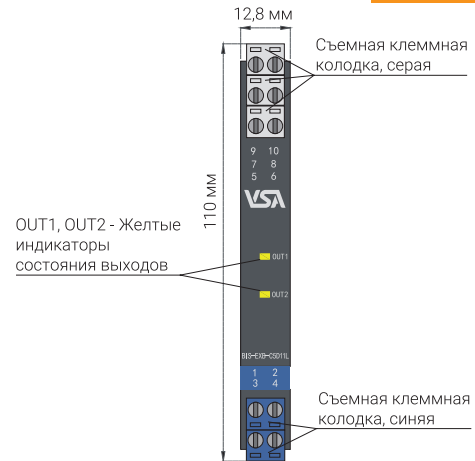 12,8 мм
Съемная клеммная
колодка, серая
110 мм
9 10
7 8
5 6
VSA
OUT1, OUT2 - Желтые
индикаторы
состояния выходов
OUT1
OUT2
BIS-EXB-CSD11L
1 2
3 4
Съемная клеммная
колодка, синяя